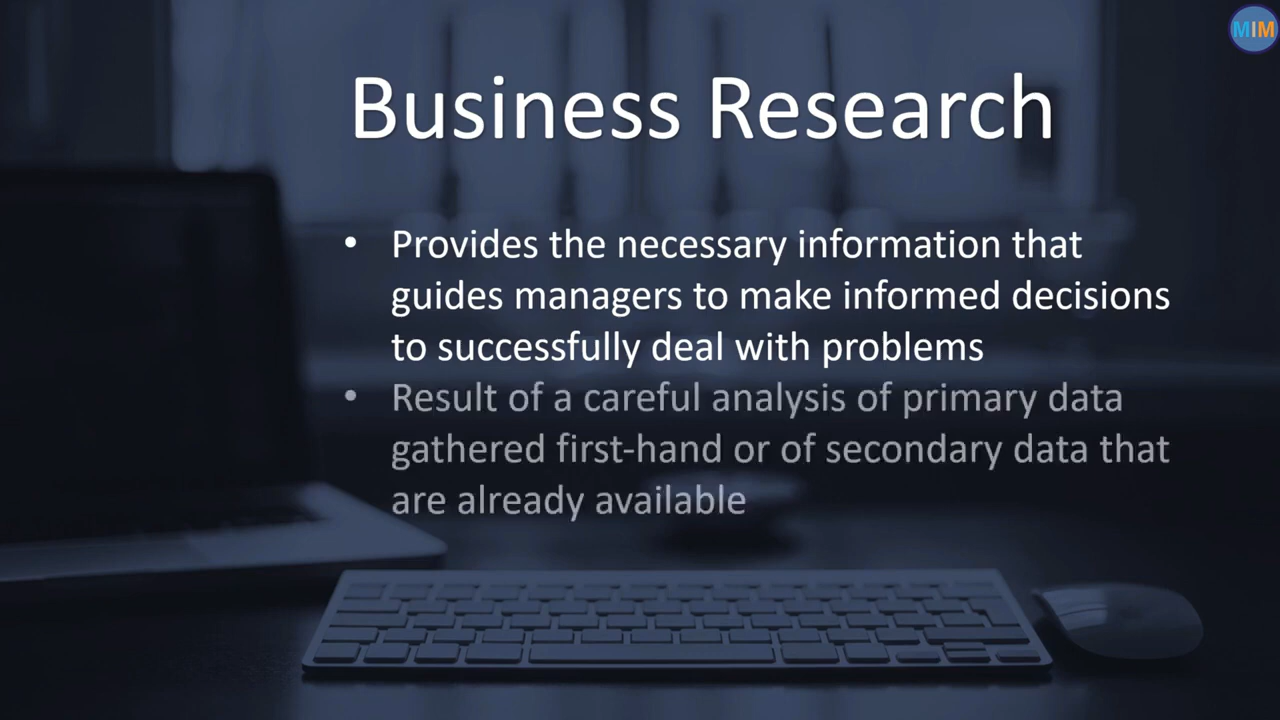 MIM
Business Research
• Provides the necessary information that
guides managers to make informed decisions
to successfully deal with problems
• Result of a careful analysis of primary data
gathered first-hand or of secondary data that
are already available